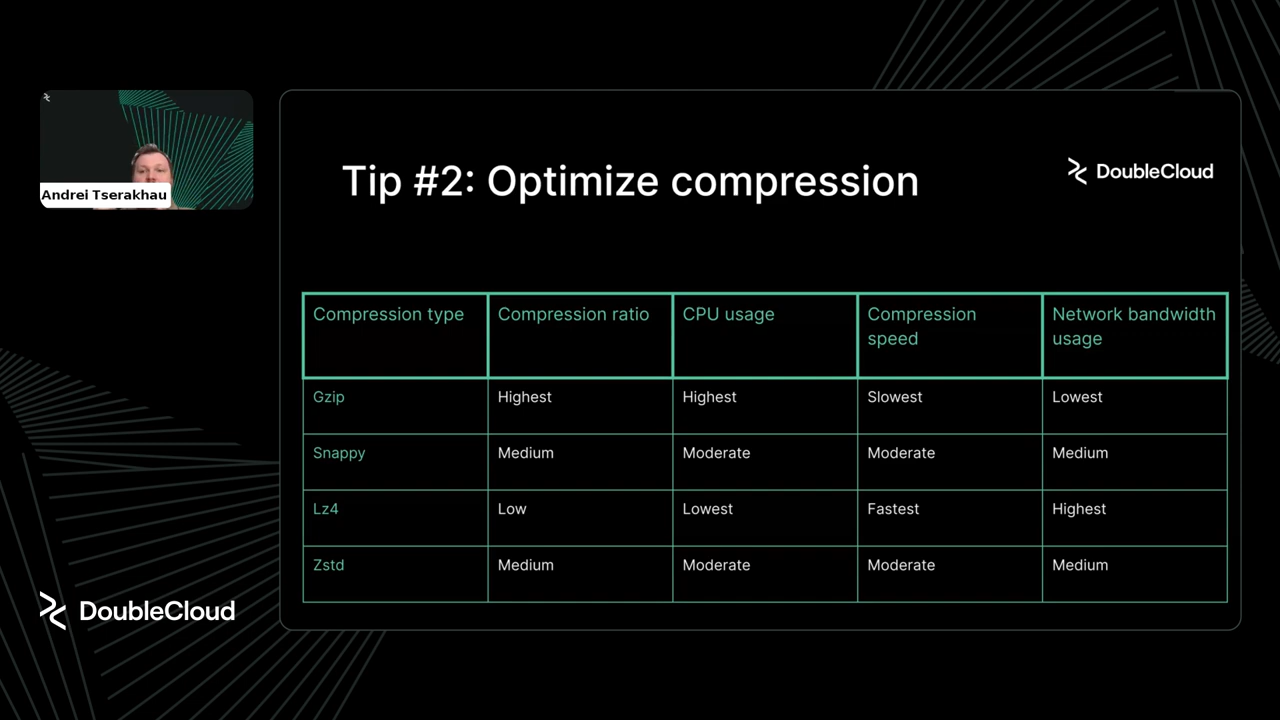 Andrei Tserakhau
Tip #2: Optimize compression
DoubleCloud
Compression type
Compression ratio
CPU usage
Compression
speed
Network bandwidth
usage
Gzip
Highest
Highest
Slowest
Lowest
Snappy
Medium
Moderate
Moderate
Medium
Lz4
Low
Lowest
Fastest
Highest
Zstd
Medium
Moderate
Moderate
Medium
DoubleCloud